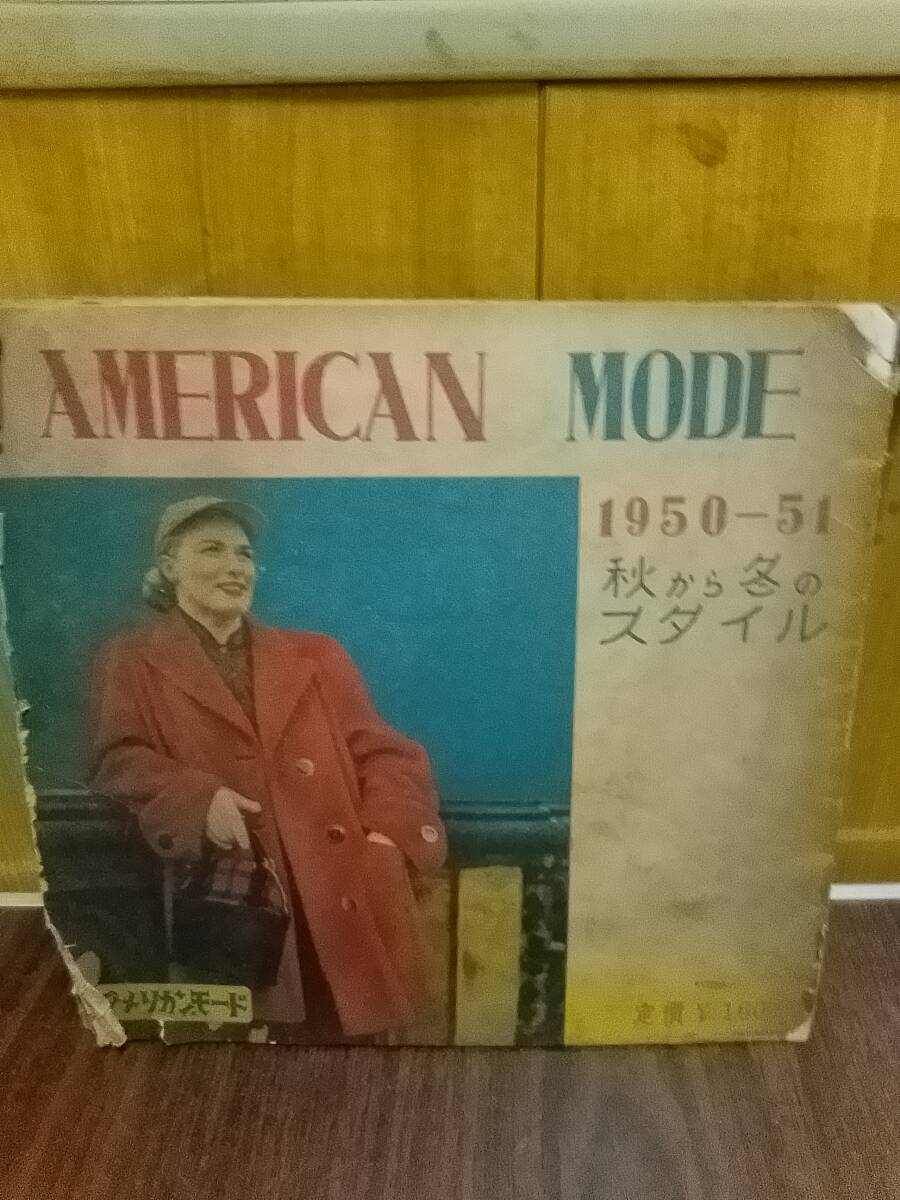 AMERICAN MODE
1950-51
秋から冬の
スタイル
アメリカン.モード
定價¥160